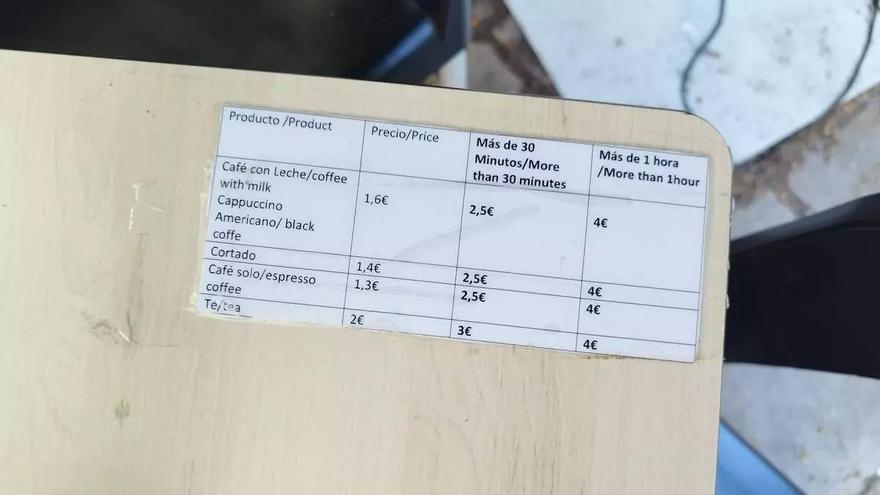 Producto /Product
Precio/Price
Más de 30
Minutos/More
than 30 minutes
Más de 1 hora
/More than 1hour
Café con Leche/coffee
with milk
Cappuccino
Americano/ black
coffe
1,6€
2,5€
4€
Cortado
1,4€
2,5€
4€
Café solo/espresso
coffee
1,3€
2,5€
4€
Te/tea
2€
3€
4€